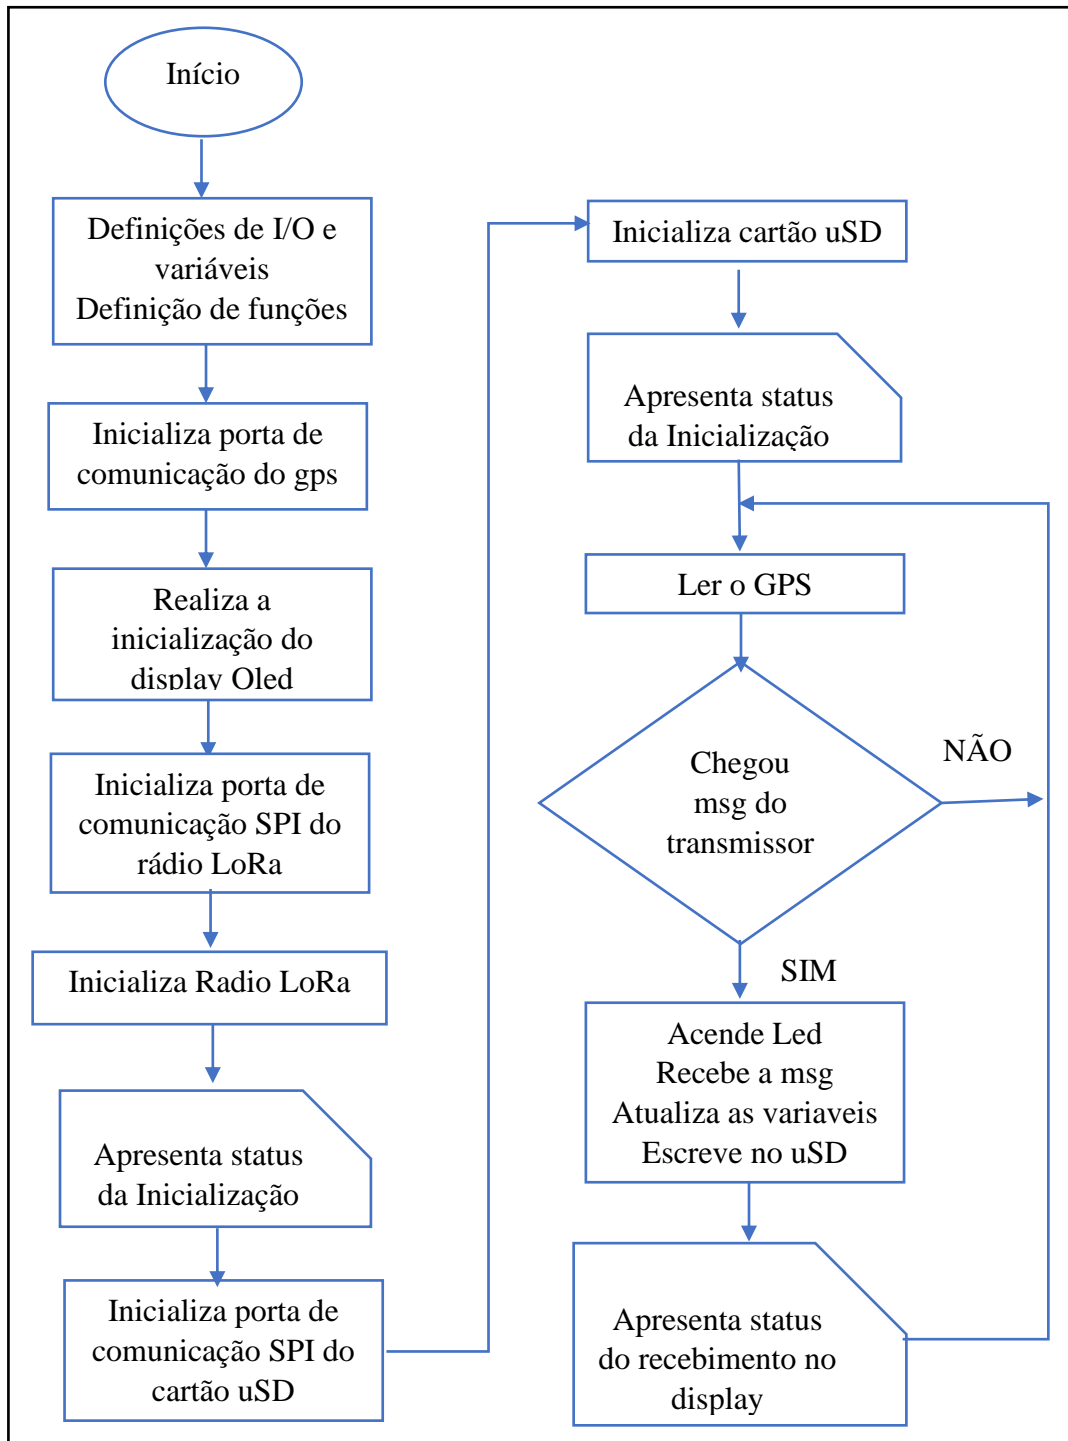 Início
Definições de I/O e
variáveis
Definição de funções
Inicializa porta de
comunicação do gps
Realiza a
inicialização do
display Oled
Inicializa porta de
comunicação SPI do
rádio LoRa
Inicializa Radio LoRa
Apresenta status
da Inicialização
Inicializa porta de
comunicação SPI do
cartão uSD
Inicializa cartão uSD
Apresenta status
da Inicialização
Ler o GPS
Chegou
msg do
transmissor
NÃO
SIM
Acende Led
Recebe a msg
Atualiza as variaveis
Escreve no uSD
Apresenta status
do recebimento no
display